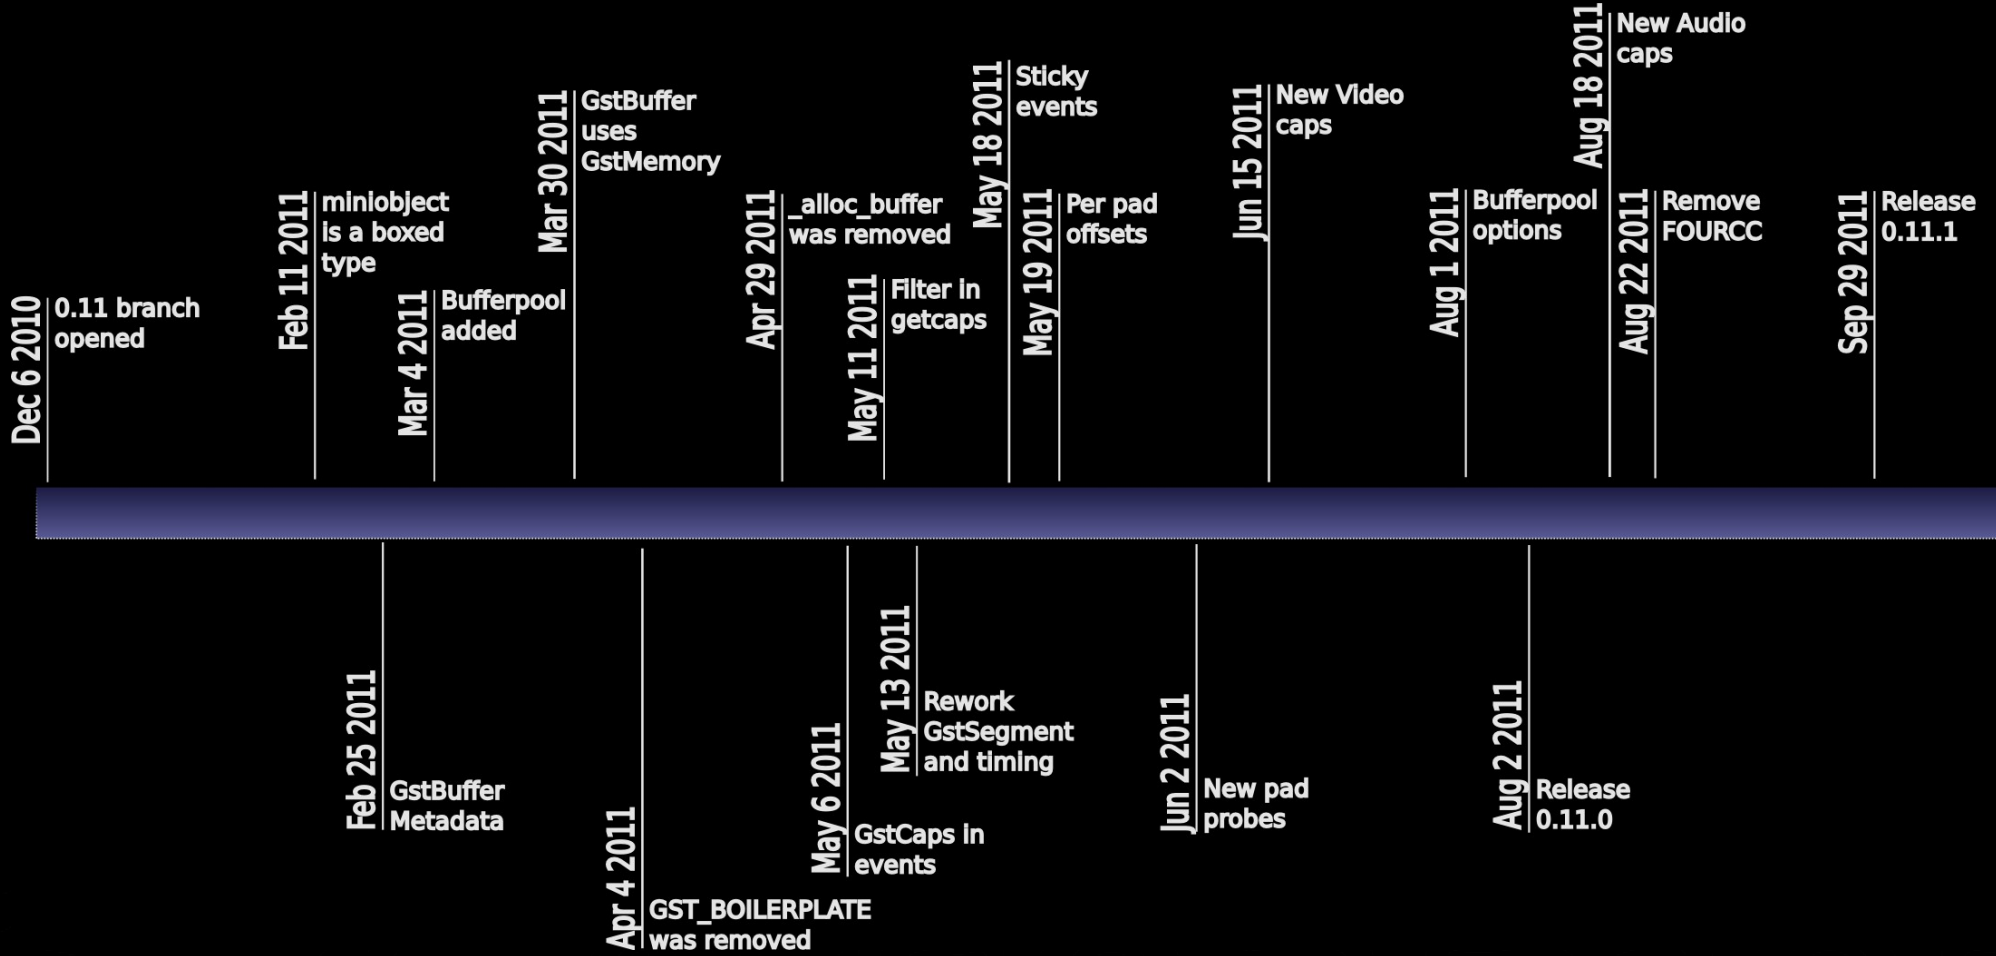 Dec 6 2010
0.11 branch
opened
Feb 11 2011
miniobject
is a boxed
type
Feb 25 2011
GstBuffer
Metadata
Mar 4 2011
Bufferpool
added
Mar 30 2011
GstBuffer
uses
GstMemory
Apr 4 2011
GST_BOILERPLATE
was removed
Apr 29 2011
_alloc_buffer
was removed
May 6 2011
GstCaps in
events
May 11 2011
Filter in
getcaps
May 13 2011
Rework
GstSegment
and timing
May 18 2011
Sticky
events
May 19 2011
Per pad
offsets
Jun 2 2011
New pad
probes
Jun 15 2011
New Video
caps
Aug 1 2011
Bufferpool
options
Aug 2 2011
Release
0.11.0
Aug 18 2011
New Audio
caps
Aug 22 2011
Remove
FOURCC
Sep 29 2011
Release
0.11.1